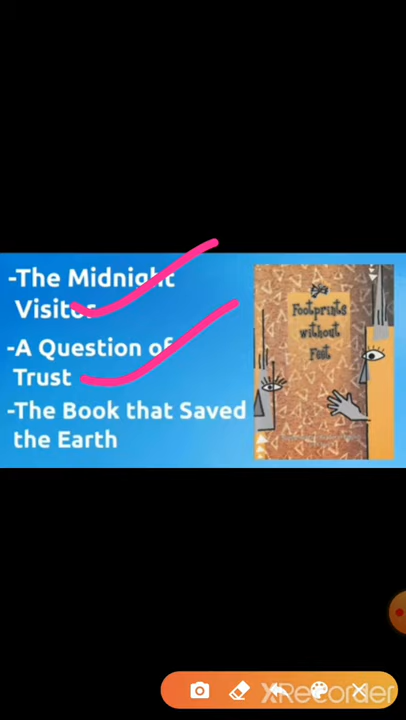 -The Midnight
Visitor
-A Question of
Trust
-The Book that Saved
the Earth
Footprints
without
Feet
XRecorder